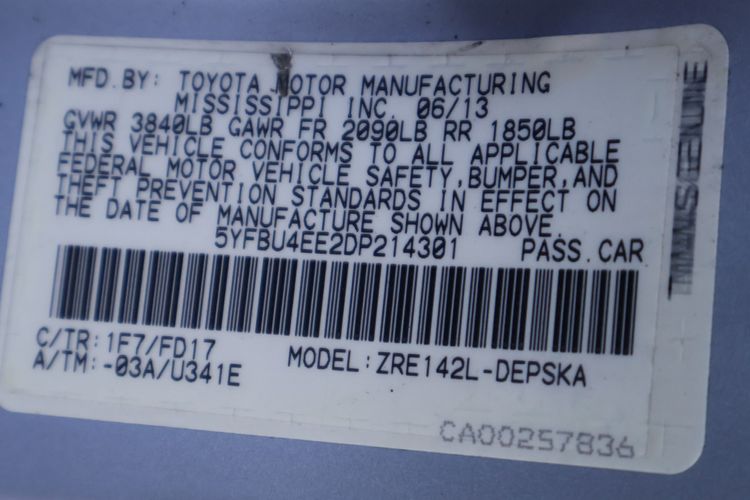 MFD.BY: TOYOTA MOTOR MANUFACTURING
MISSISSIPPI INC. 06/13
GVWR 3840LB GAWR FR 2090LB RR 1850LB
THIS VEHICLE CONFORMS TO ALL APPLICABLE
FEDERAL MOTOR VEHICLE SAFETY,BUMPER,AND
THEFT PREVENTION STANDARDS IN EFFECT ON
THE DATE OF MANUFACTURE SHOWN ABOVE.
5YFBU4EE2DP214301 PASS.CAR
C/TR:1F7/FD17
A/TM:-03A/U341E
MODEL:ZRE142L-DEPSKA
CA00257836